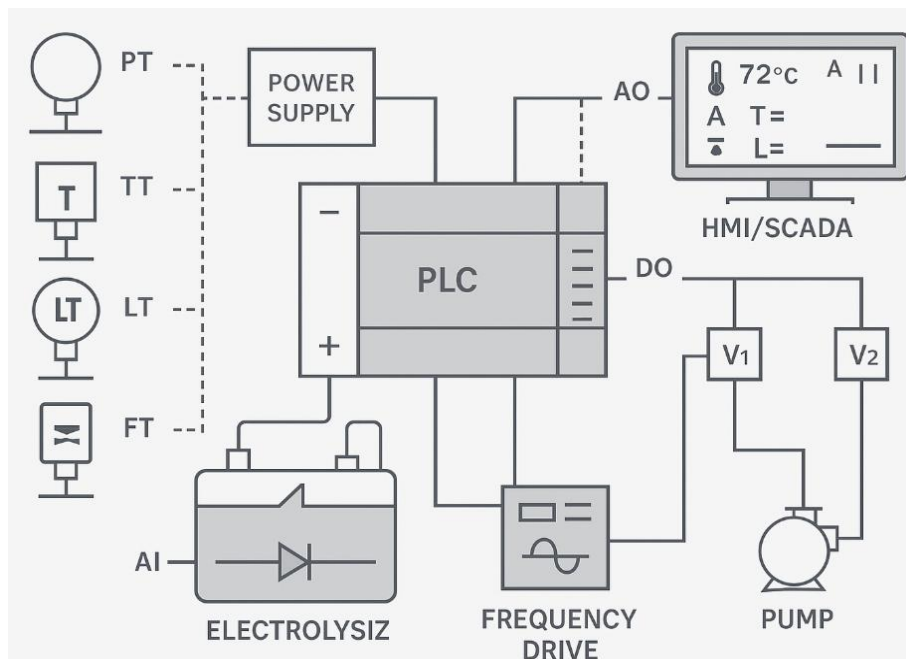 PT
POWER
SUPPLY
AO
72°C
A
A
T=
L=
HMI/SCADA
TT
T
PLC
DO
LT
LT
V1
V2
FT
AI
ELECTROLYSIZ
FREQUENCY
DRIVE
PUMP